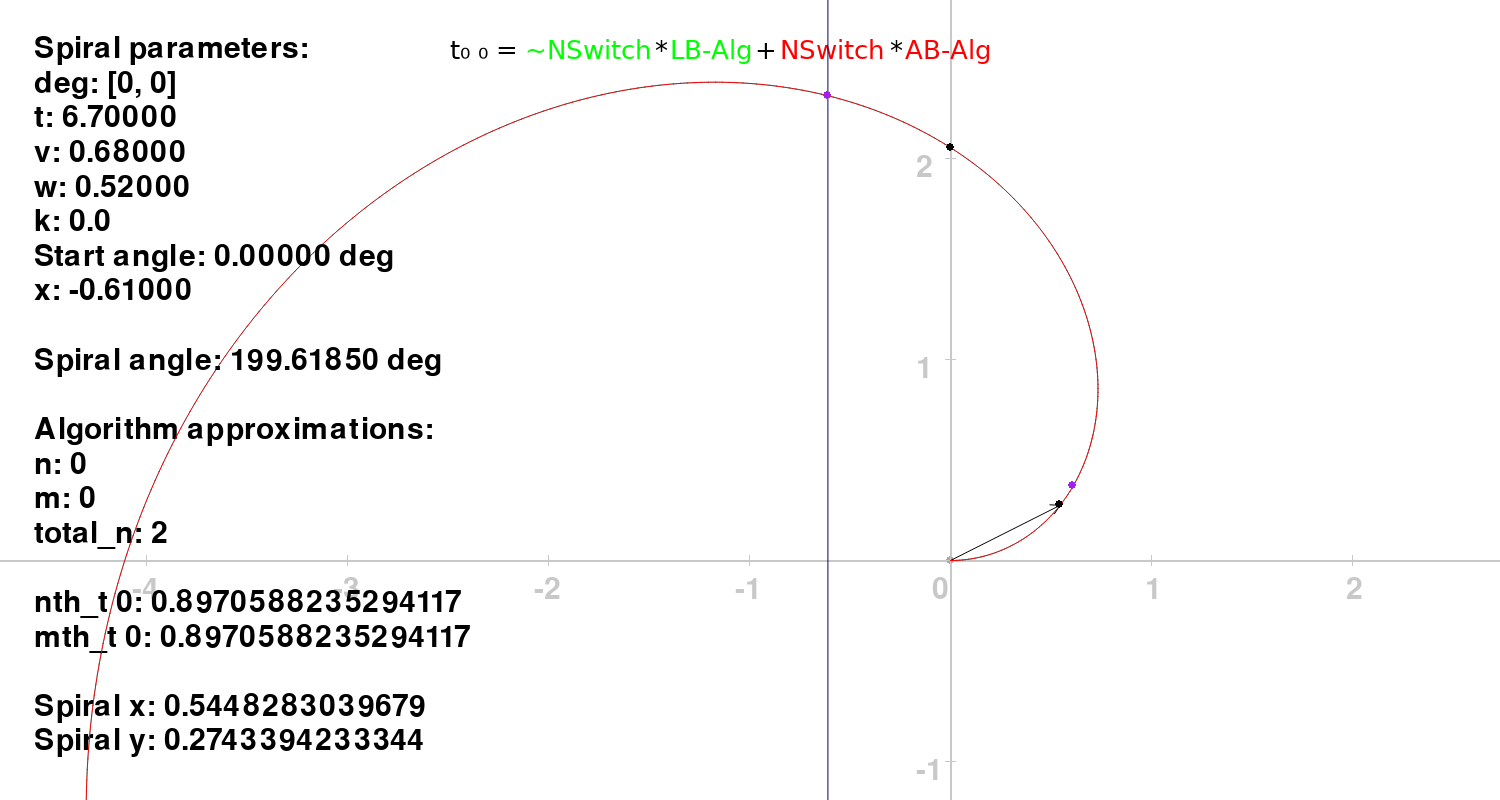 Spiral parameters:
t₀ ₀ = ~NSwitch*LB-Alg+NSwitch*AB-Alg
deg: [0, 0]
t: 6.70000
v: 0.68000
w: 0.52000
k: 0.0
Start angle: 0.00000 deg
x: -0.61000
Spiral angle: 199.61850 deg
Algorithm approximations:
n: 0
m: 0
total_n: 2
nth_t 0: 0.8970588235294117
mth_t 0: 0.8970588235294117
Spiral x: 0.5448283039679
Spiral y: 0.2743394233344
2
1
-4 -3 -2 -1 0 1 2
-1